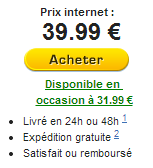 Prix internet :
39.99 €
Acheter
Disponible en
occasion à 31.99 €
• Livré en 24h ou 48h 1
• Expédition gratuite 2
• Satisfait ou remboursé